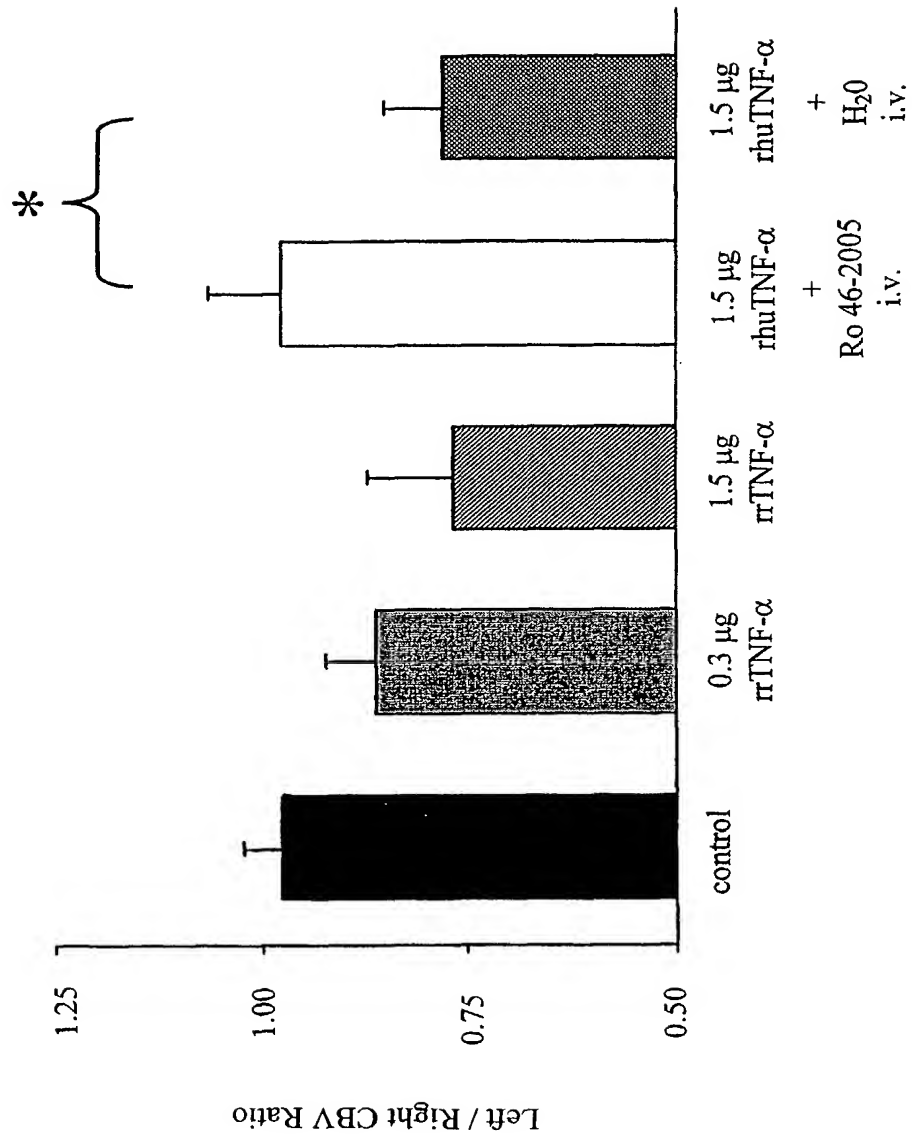 *
1.25
1.00
0.75
0.50
Left / Right CBV Ratio
control
0.3 µg
rrTNF-α
1.5 µg
rrTNF-α
1.5 µg
rhuTNF-α
+
Ro 46-2005
i.v.
1.5 µg
rhuTNF-α
+
H₂0
i.v.